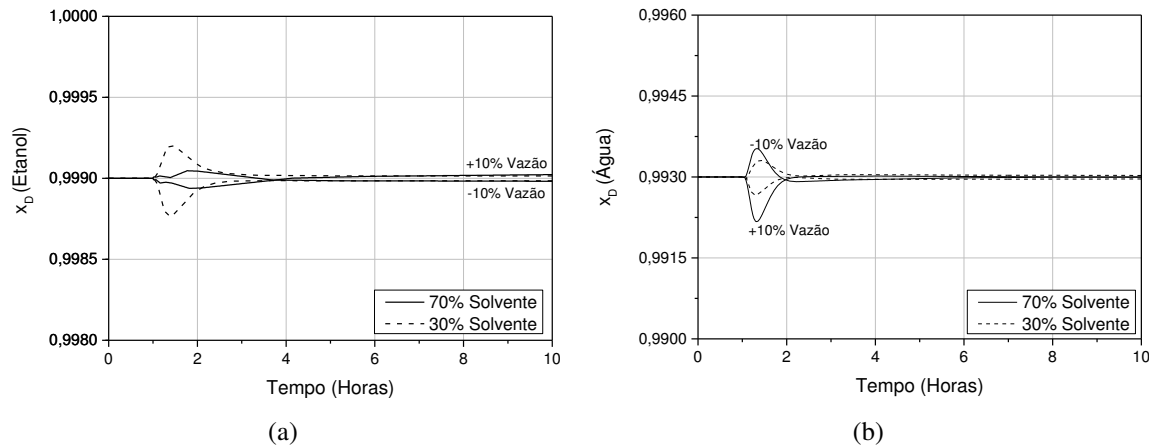 1,0000
0,9995
0,9990
0,9985
0,9980
x_D (Etanol)
+10% Vazão
-10% Vazão
70% Solvente
30% Solvente
0 2 4 6 8 10
Tempo (Horas)
(a)
0,9960
0,9945
0,9930
0,9915
0,9900
x_D (Água)
-10% Vazão
+10% Vazão
70% Solvente
30% Solvente
0 2 4 6 8 10
Tempo (Horas)
(b)